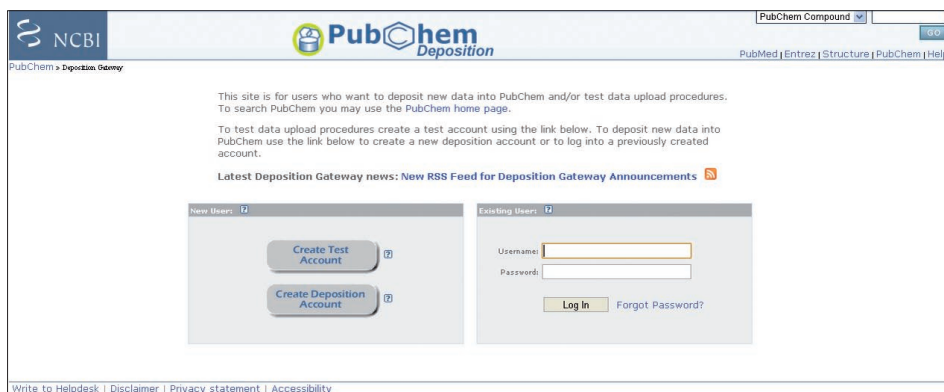 NCBI
PubChem
Deposition
PubChem Compound
GO
PubMed | Entrez | Structure | PubChem | Help
PubChem » Deposition Gateway
This site is for users who want to deposit new data into PubChem and/or test data upload procedures.
To search PubChem you may use the PubChem home page.
To test data upload procedures create a test account using the link below. To deposit new data into
PubChem use the link below to create a new deposition account or to log into a previously created
account.
Latest Deposition Gateway news: New RSS Feed for Deposition Gateway Announcements
New User: ?
Create Test
Account ?
Create Deposition
Account ?
Existing User: ?
Username:
Password:
Log In Forgot Password?
Write to Helpdesk | Disclaimer | Privacy statement | Accessibility